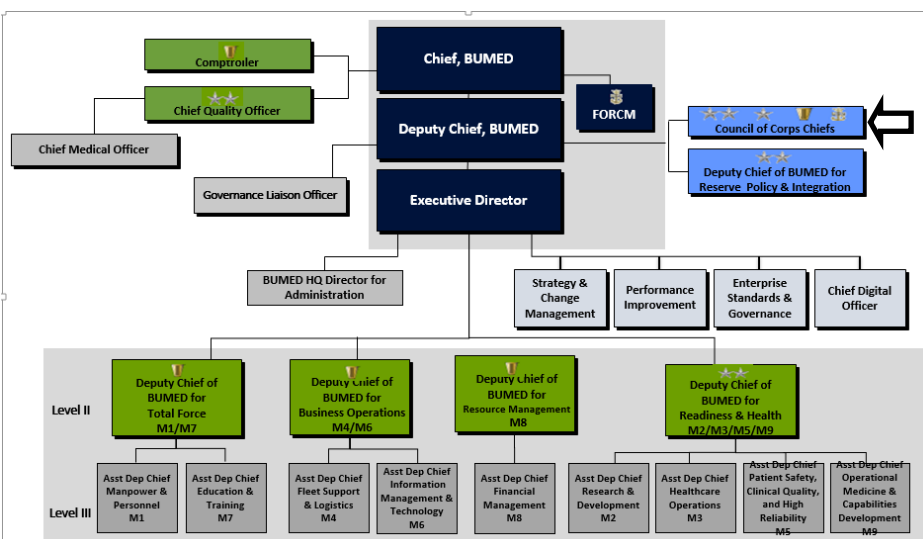 Comptroller
Chief, BUMED
Chief Quality Officer
FORCM
Deputy Chief, BUMED
Council of Corps Chiefs
Chief Medical Officer
Deputy Chief of BUMED for
Reserve Policy & Integration
Governance Liaison Officer
Executive Director
BUMED HQ Director for
Administration
Strategy &
Change
Management
Performance
Improvement
Enterprise
Standards &
Governance
Chief Digital
Officer
Level II
Deputy Chief of
BUMED for
Total Force
M1/M7
Deputy Chief of
BUMED for
Business Operations
M4/M6
Deputy Chief of
BUMED for
Resource Management
M8
Deputy Chief of
BUMED for
Readiness & Health
M2/M3/M5/M9
Level III
Asst Dep Chief
Manpower &
Personnel
M1
Asst Dep Chief
Education &
Training
M7
Asst Dep Chief
Fleet Support
& Logistics
M4
Asst Dep Chief
Information
Management &
Technology
M6
Asst Dep Chief
Financial
Management
M8
Asst Dep Chief
Research &
Development
M2
Asst Dep Chief
Healthcare
Operations
M3
Asst Dep Chief
Patient Safety,
Clinical Quality,
and High
Reliability
M5
Asst Dep Chief
Operational
Medicine &
Capabilities
Development
M9